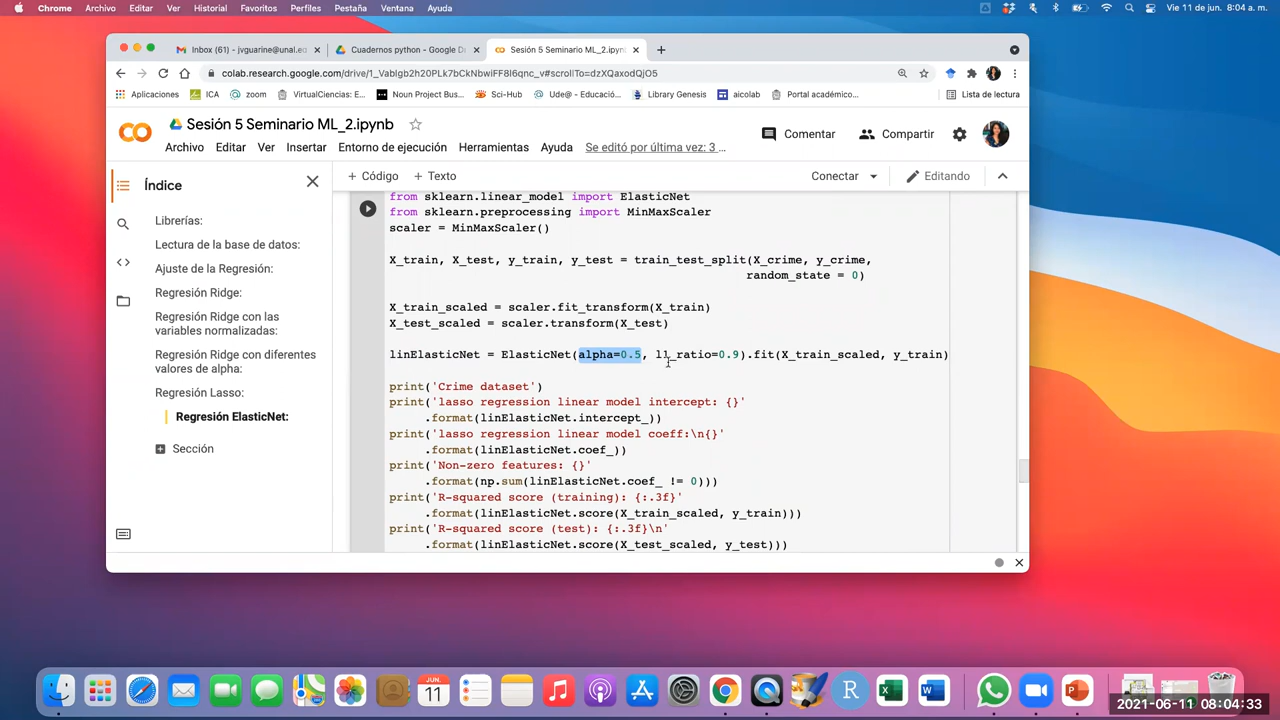 Chrome Archivo Editar Ver Historial Favoritos Perfiles Pestaña Ventana Ayuda Vie 11 de jun. 8:04 a. m.
Inbox (61) - jvguarine@unal.ed Cuadernos python - Google Dr Sesión 5 Seminario ML_2.ipynb
colab.research.google.com/drive/1_VabIgb2h20PLk7bCkNbwiFF8I6qnc_v#scrollTo=dzXQaxodQjO5
Aplicaciones ICA zoom VirtualCiencias: E... Noun Project Bus... Sci-Hub Ude@ - Educació... Library Genesis aicolab Portal académico... Lista de lectura
Sesión 5 Seminario ML_2.ipynb
Comentar Compartir
Archivo Editar Ver Insertar Entorno de ejecución Herramientas Ayuda Se editó por última vez: 3 ...
Índice
+ Código + Texto Conectar Editando
Librerías:
Lectura de la base de datos:
Ajuste de la Regresión:
Regresión Ridge:
Regresión Ridge con las
variables normalizadas:
Regresión Ridge con diferentes
valores de alpha:
Regresión Lasso:
Regresión ElasticNet:
Sección
from sklearn.linear_model import ElasticNet
from sklearn.preprocessing import MinMaxScaler
scaler = MinMaxScaler()
X_train, X_test, y_train, y_test = train_test_split(X_crime, y_crime,
random_state = 0)
X_train_scaled = scaler.fit_transform(X_train)
X_test_scaled = scaler.transform(X_test)
linElasticNet = ElasticNet(alpha=0.5, l1_ratio=0.9).fit(X_train_scaled, y_train)
print('Crime dataset')
print('lasso regression linear model intercept: {}'
.format(linElasticNet.intercept_))
print('lasso regression linear model coeff:\n{}'
.format(linElasticNet.coef_))
print('Non-zero features: {}'
.format(np.sum(linElasticNet.coef_ != 0)))
print('R-squared score (training): {:.3f}'
.format(linElasticNet.score(X_train_scaled, y_train)))
print('R-squared score (test): {:.3f}\n'
.format(linElasticNet.score(X_test_scaled, y_test)))
JUN.
11
2021-06-11 08:04:33